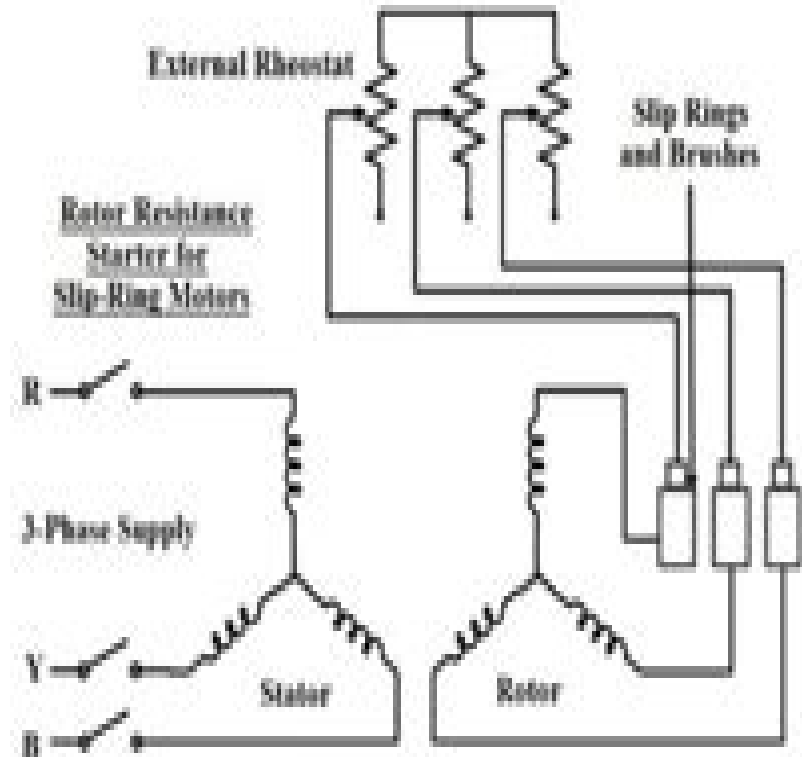 External Rheostat
Slip Rings
and Brushes
Rotor Resistance
Starter for
Slip-Ring Motors
R
3-Phase Supply
Y
Stator
Rotor
B